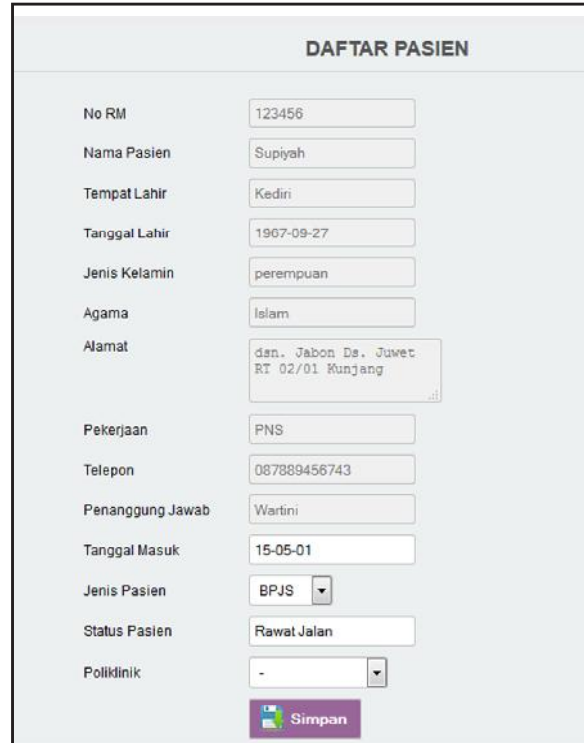 DAFTAR PASIEN
No RM 123456
Nama Pasien Supiyah
Tempat Lahir Kediri
Tanggal Lahir 1967-09-27
Jenis Kelamin perempuan
Agama Islam
Alamat dsn. Jabon Ds. Juwet
RT 02/01 Kunjang
Pekerjaan PNS
Telepon 087889456743
Penanggung Jawab Wartini
Tanggal Masuk 15-05-01
Jenis Pasien BPJS
Status Pasien Rawat Jalan
Poliklinik -
Simpan